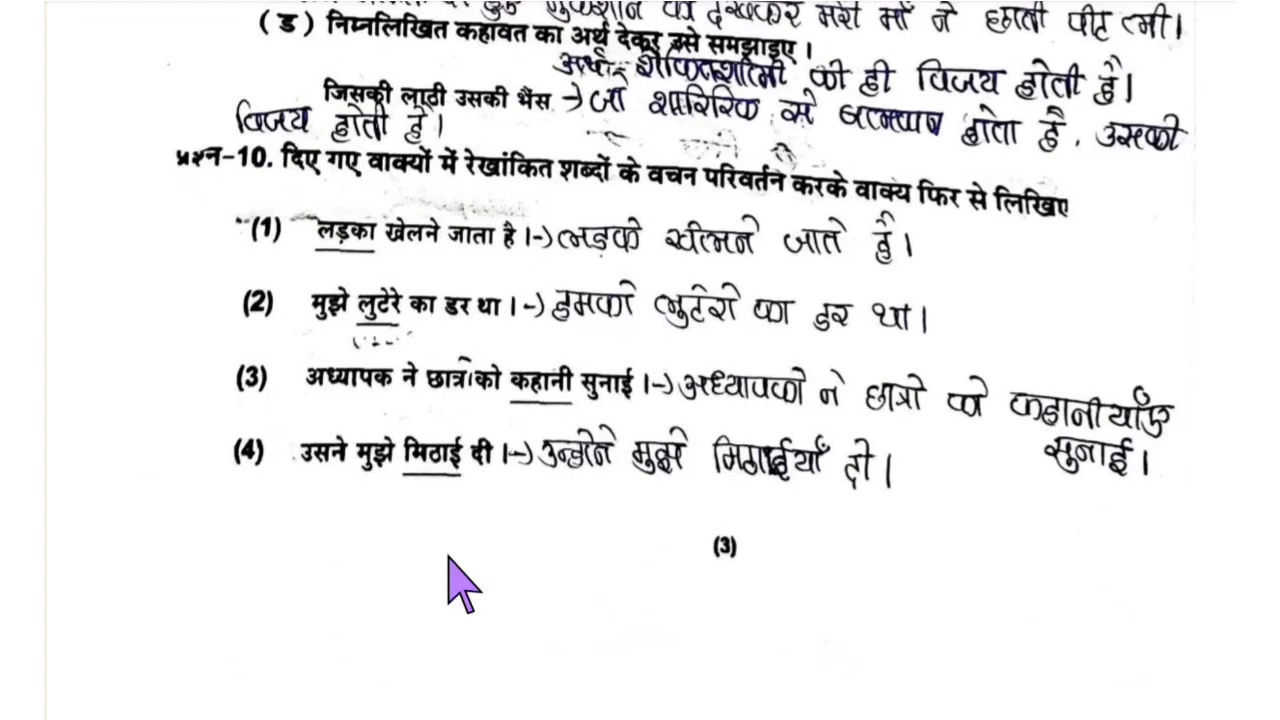 को देखकर मेरी माँ ने छाती पीट ली।
( ड ) निम्नलिखित कहावत का अर्थ देकर उसे समझाइए ।
अर्थात शक्तिशाली की ही विजय होती है।
जिसकी लाठी उसकी भैंस -> जो शारिरिक से बलवान होता है, उसकी
विजय होती है।
प्रश्न-10. दिए गए वाक्यों में रेखांकित शब्दों के वचन परिवर्तन करके वाक्य फिर से लिखिए
(1) लड़का खेलने जाता है ।-> लड़के खेलने जाते है।
(2) मुझे लुटेरे का डर था ।-> हमको लुटेरो का डर था।
(3) अध्यापक ने छात्रों को कहानी सुनाई ।-> अध्यापको ने छात्रो को कहानीयाँए
सुनाई।
(4) उसने मुझे मिठाई दी ।-> उन्होने मुझे मिठाईयाँ दी।
(3)